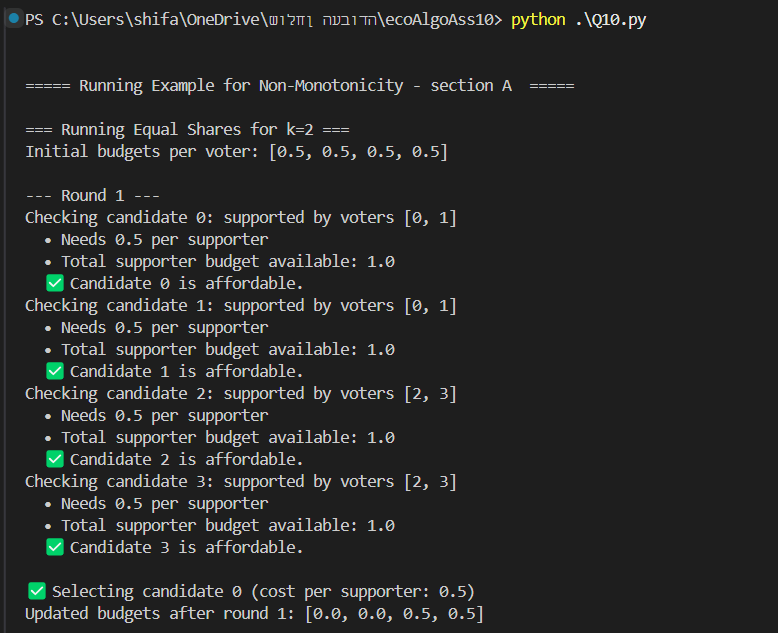 PS C:\Users\shifa\OneDrive\שולחן העבודה\ecoAlgoAss10> python .\Q10.py
===== Running Example for Non-Monotonicity - section A  =====
=== Running Equal Shares for k=2 ===
Initial budgets per voter: [0.5, 0.5, 0.5, 0.5]
--- Round 1 ---
Checking candidate 0: supported by voters [0, 1]
• Needs 0.5 per supporter
• Total supporter budget available: 1.0
✅ Candidate 0 is affordable.
Checking candidate 1: supported by voters [0, 1]
• Needs 0.5 per supporter
• Total supporter budget available: 1.0
✅ Candidate 1 is affordable.
Checking candidate 2: supported by voters [2, 3]
• Needs 0.5 per supporter
• Total supporter budget available: 1.0
✅ Candidate 2 is affordable.
Checking candidate 3: supported by voters [2, 3]
• Needs 0.5 per supporter
• Total supporter budget available: 1.0
✅ Candidate 3 is affordable.
✅ Selecting candidate 0 (cost per supporter: 0.5)
Updated budgets after round 1: [0.0, 0.0, 0.5, 0.5]